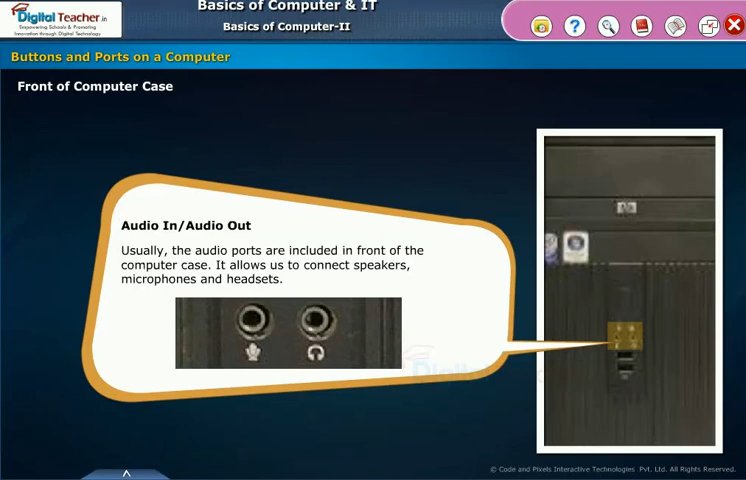 Digital Teacher.in
Empowering Schools & Promoting
Innovation through Digital Technology
Basics of Computer & IT
Basics of Computer-II
Buttons and Ports on a Computer
Front of Computer Case
Audio In/Audio Out
Usually, the audio ports are included in front of the
computer case. It allows us to connect speakers,
microphones and headsets.
© Code and Pixels Interactive Technologies Pvt. Ltd. All Rights Reserved.